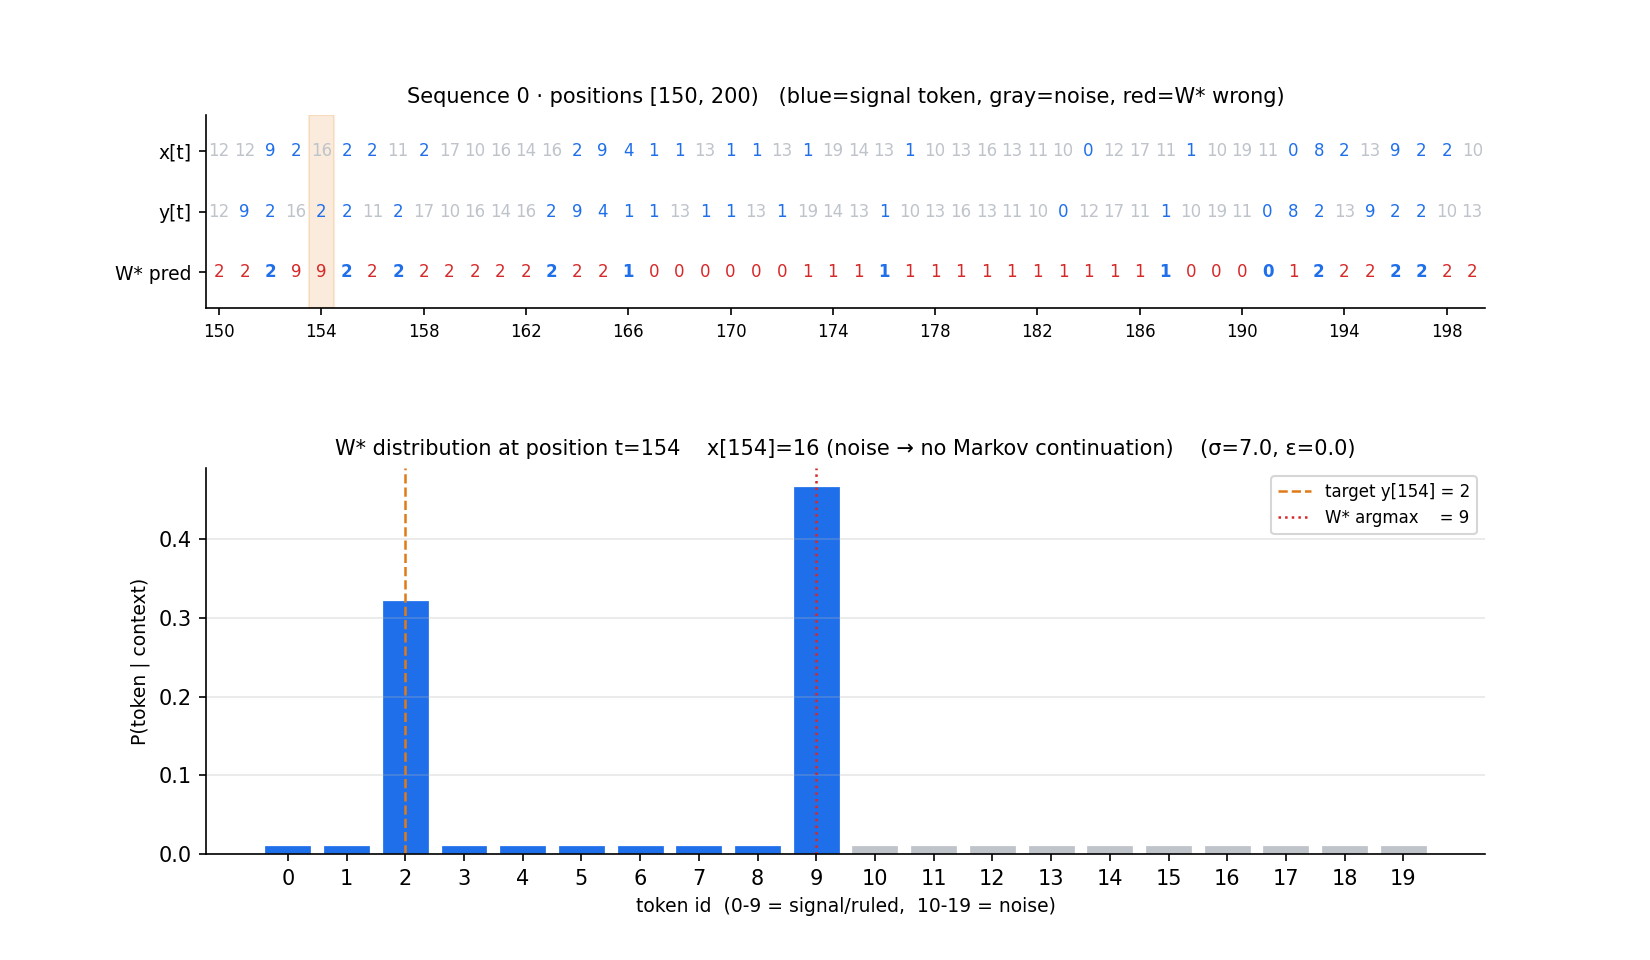 Sequence 0 · positions [150, 200)   (blue=signal token, gray=noise, red=W* wrong)
x[t] 12 12 9 2 16 2 2 11 2 17 10 16 14 16 2 9 4 1 1 13 1 1 13 1 19 14 13 1 10 13 16 13 11 10 0 12 17 11 1 10 19 11 0 8 2 13 9 2 2 10
y[t] 12 9 2 16 2 2 11 2 17 10 16 14 16 2 9 4 1 1 13 1 1 13 1 19 14 13 1 10 13 16 13 11 10 0 12 17 11 1 10 19 11 0 8 2 13 9 2 2 10 13
W* pred 2 2 2 9 9 2 2 2 2 2 2 2 2 2 2 2 1 0 0 0 0 0 0 1 1 1 1 1 1 1 1 1 1 1 1 1 1 1 0 0 0 0 1 2 2 2 2 2 2 2
150 154 158 162 166 170 174 178 182 186 190 194 198
W* distribution at position t=154    x[154]=16 (noise → no Markov continuation)    (σ=7.0, ε=0.0)
target y[154] = 2
W* argmax    = 9
P(token | context)
0.4
0.3
0.2
0.1
0.0
0 1 2 3 4 5 6 7 8 9 10 11 12 13 14 15 16 17 18 19
token id  (0-9 = signal/ruled,  10-19 = noise)